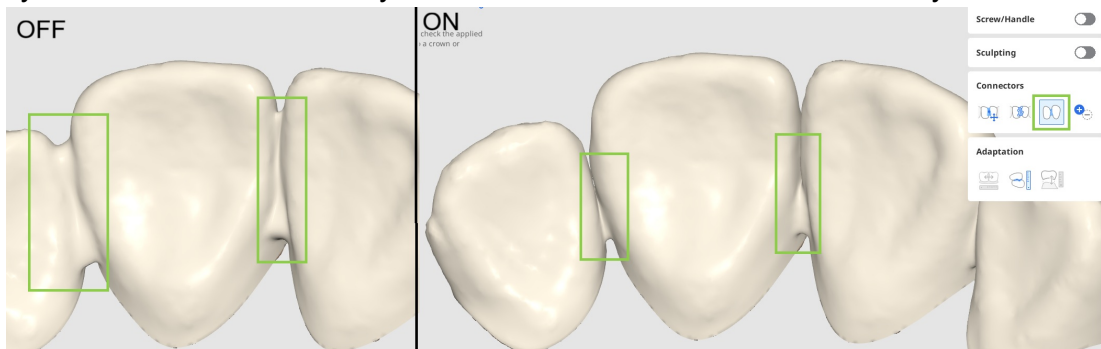 OFF
ON
check the applied
a crown or
Screw/Handle
Sculpting
Connectors
Adaptation